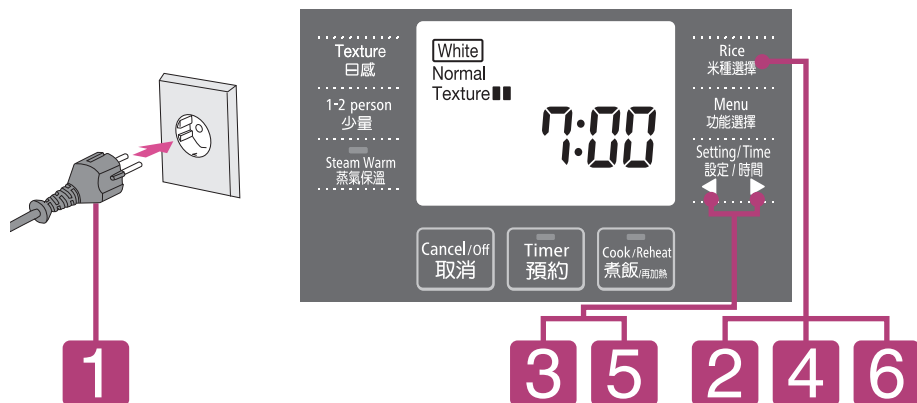 Texture
日感
1-2 person
少量
Steam Warm
蒸氣保溫
White
Normal
Texture
7:00
Rice
米種選擇
Menu
功能選擇
Setting/Time
設定/時間
Cancel/Off
取消
Timer
預約
Cook/Reheat
煮飯/再加熱
1
3
5
2
4
6